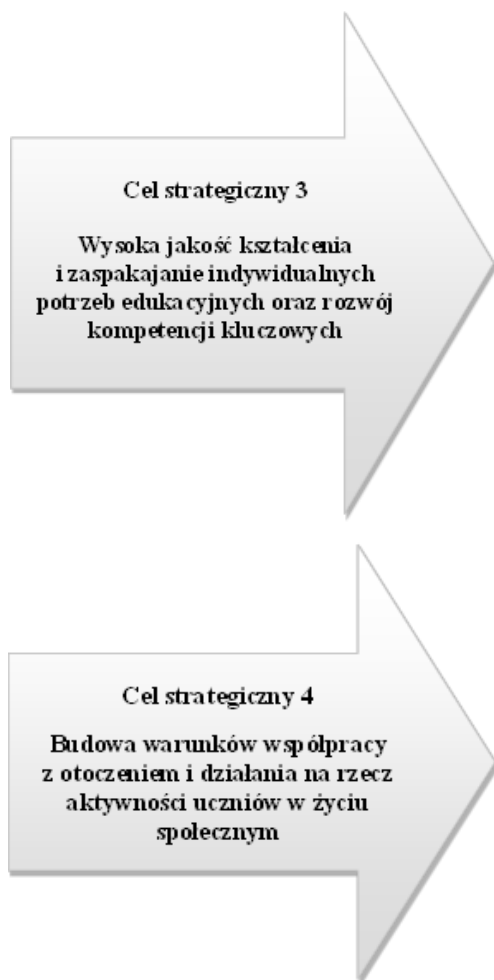 Cel strategiczny 3
Wysoka jakość kształcenia
i zaspakajanie indywidualnych
potrzeb edukacyjnych oraz rozwój
kompetencji kluczowych
Cel strategiczny 4
Budowa warunków współpracy
z otoczeniem i działania na rzecz
aktywności uczniów w życiu
społecznym